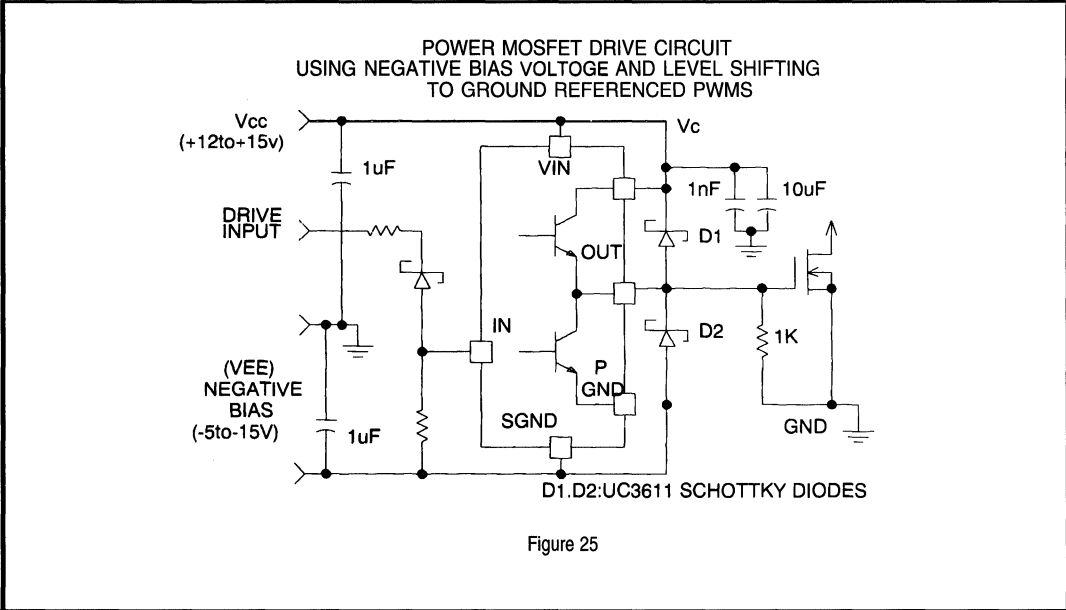 POWER MOSFET DRIVE CIRCUIT
USING NEGATIVE BIAS VOLTOGE AND LEVEL SHIFTING
TO GROUND REFERENCED PWMS
Vcc
(+12to+15v)
Vc
VIN
1uF
1nF
10uF
DRIVE
INPUT
D1
OUT
IN
D2
1K
(VEE)
NEGATIVE
BIAS
(-5to-15V)
P
GND
SGND
GND
1uF
D1.D2:UC3611 SCHOTTKY DIODES
Figure 25